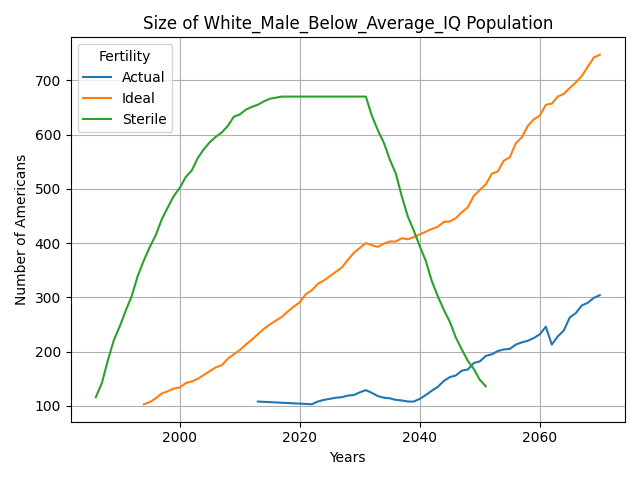 Size of White_Male_Below_Average_IQ Population
Fertility
Actual
Ideal
Sterile
Number of Americans
700
600
500
400
300
200
100
2000
2020
2040
2060
Years